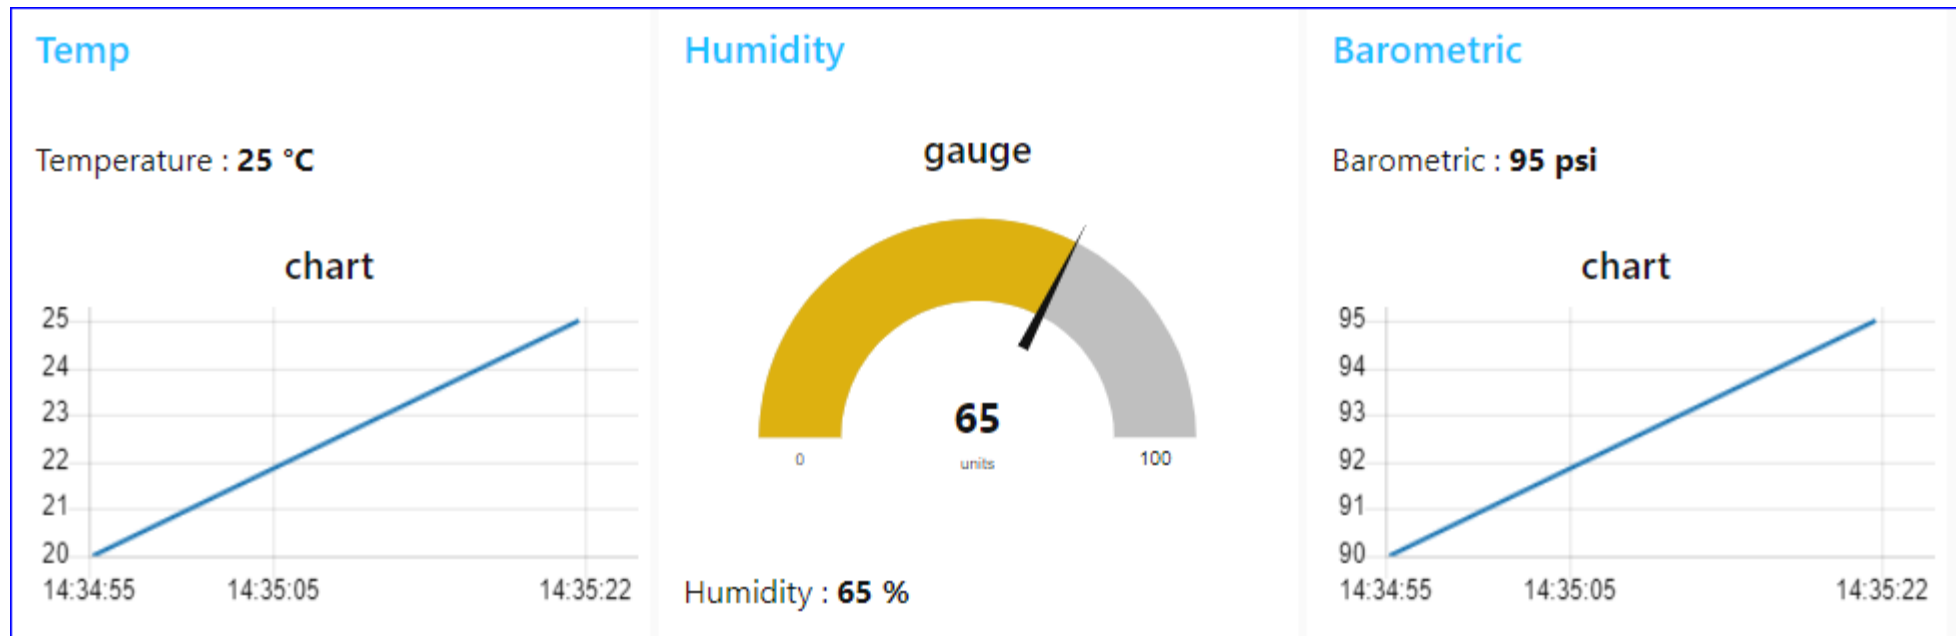 Temp
Temperature : 25 °C
chart
25
24
23
22
21
20
14:34:55 14:35:05 14:35:22
Humidity
gauge
65
0 units 100
Humidity : 65 %
Barometric
Barometric : 95 psi
chart
95
94
93
92
91
90
14:34:55 14:35:05 14:35:22